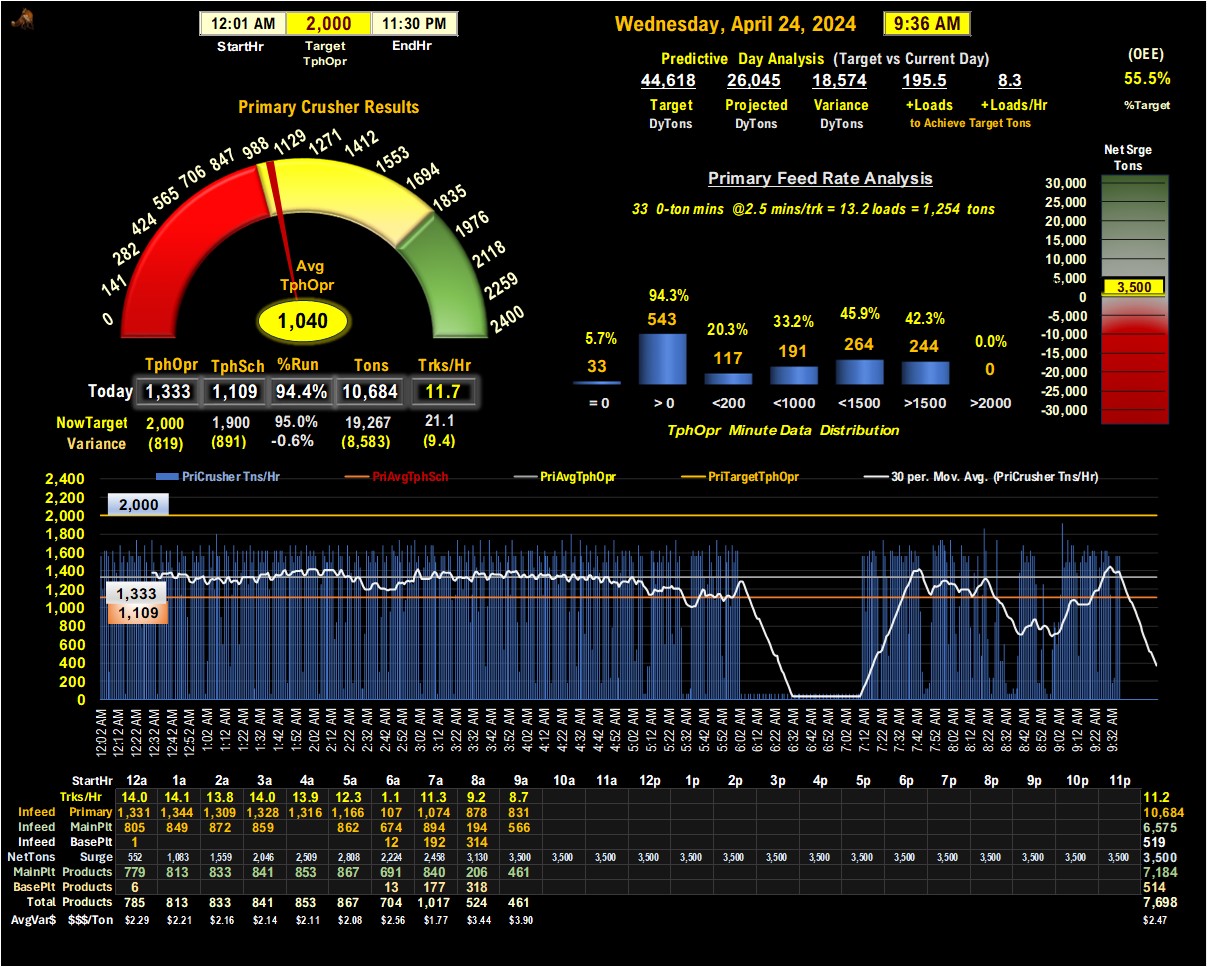 12:01 AM 2,000 11:30 PM
StartHr Target EndHr
TphOpr
Wednesday, April 24, 2024 9:36 AM
Predictive Day Analysis (Target vs Current Day)
44,618 26,045 18,574 195.5 8.3
Target Projected Variance +Loads +Loads/Hr
DyTons DyTons DyTons to Achieve Target Tons
(OEE)
55.5%
%Target
Primary Crusher Results
0 141 282 424 565 706 847 988 1129 1271 1412 1553 1694 1835 1976 2118 2259 2400
Avg
TphOpr
1,040
TphOpr TphSch %Run Tons Trks/Hr
Today 1,333 1,109 94.4% 10,684 11.7
NowTarget 2,000 1,900 95.0% 19,267 21.1
Variance (819) (891) -0.6% (8,583) (9.4)
Primary Feed Rate Analysis
33 0-ton mins @2.5 mins/trk = 13.2 loads = 1,254 tons
5.7% 94.3% 20.3% 33.2% 45.9% 42.3% 0.0%
33 543 117 191 264 244 0
= 0 > 0 <200 <1000 <1500 >1500 >2000
TphOpr Minute Data Distribution
Net Srge
Tons
30,000
25,000
20,000
15,000
10,000
5,000
3,500
0
-5,000
-10,000
-15,000
-20,000
-25,000
-30,000
PriCrusher Tns/Hr PriAvgTphSch PriAvgTphOpr PriTargetTphOpr 30 per. Mov. Avg. (PriCrusher Tns/Hr)
2,400
2,200
2,000
1,800
1,600
1,400
1,200
1,000
800
600
400
200
0
2,000
1,333
1,109
12:02 AM 12:12 AM 12:22 AM 12:32 AM 12:42 AM 12:52 AM 1:02 AM 1:12 AM 1:22 AM 1:32 AM 1:42 AM 1:52 AM 2:02 AM 2:12 AM 2:22 AM 2:32 AM 2:42 AM 2:52 AM 3:02 AM 3:12 AM 3:22 AM 3:32 AM 3:42 AM 3:52 AM 4:02 AM 4:12 AM 4:22 AM 4:32 AM 4:42 AM 4:52 AM 5:02 AM 5:12 AM 5:22 AM 5:32 AM 5:42 AM 5:52 AM 6:02 AM 6:12 AM 6:22 AM 6:32 AM 6:42 AM 6:52 AM 7:02 AM 7:12 AM 7:22 AM 7:32 AM 7:42 AM 7:52 AM 8:02 AM 8:12 AM 8:22 AM 8:32 AM 8:42 AM 8:52 AM 9:02 AM 9:12 AM 9:22 AM 9:32 AM
StartHr 12a 1a 2a 3a 4a 5a 6a 7a 8a 9a 10a 11a 12p 1p 2p 3p 4p 5p 6p 7p 8p 9p 10p 11p
Trks/Hr 14.0 14.1 13.8 14.0 13.9 12.3 1.1 11.3 9.2 8.7 11.2
Infeed Primary 1,331 1,344 1,309 1,328 1,316 1,166 107 1,074 878 831 10,684
Infeed MainPlt 805 849 872 859 862 674 894 194 566 6,575
Infeed BasePlt 1 12 192 314 519
NetTons Surge 552 1,083 1,559 2,046 2,509 2,808 2,224 2,458 3,130 3,500 3,500 3,500 3,500 3,500 3,500 3,500 3,500 3,500 3,500 3,500 3,500 3,500 3,500 3,500 3,500
MainPlt Products 779 813 833 841 853 867 691 840 206 461 7,184
BasePlt Products 6 13 177 318 514
Total Products 785 813 833 841 853 867 704 1,017 524 461 7,698
AvgVar$ $$$/Ton $2.29 $2.21 $2.16 $2.14 $2.11 $2.08 $2.56 $1.77 $3.44 $3.90 $2.47